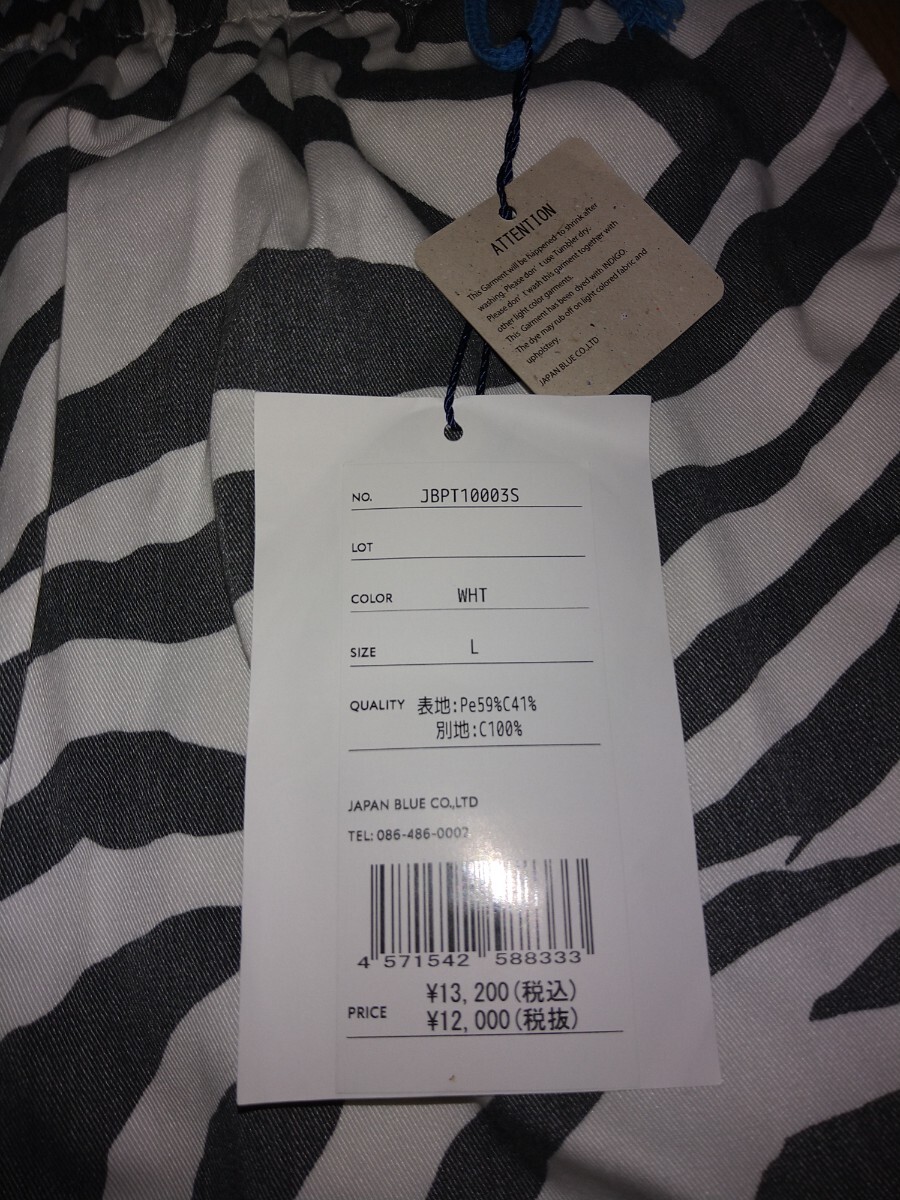 ATTENTION
This Garment will be happened to shrink after
washing. Please don't use Tumbler dry.
Please don't wash this garment together with
other light color garments.
This Garment has been dyed with INDIGO
The dye may rub off on light colored fabric and
upholstery.
JAPAN BLUE CO.,LTD
NO. JBPT10003S
LOT
COLOR WHT
SIZE L
QUALITY 表地:Pe59%C41%
別地:C100%
JAPAN BLUE CO.,LTD
TEL: 086-486-0002
4 571542 588333
¥13,200(税込)
PRICE ¥12,000(税抜)